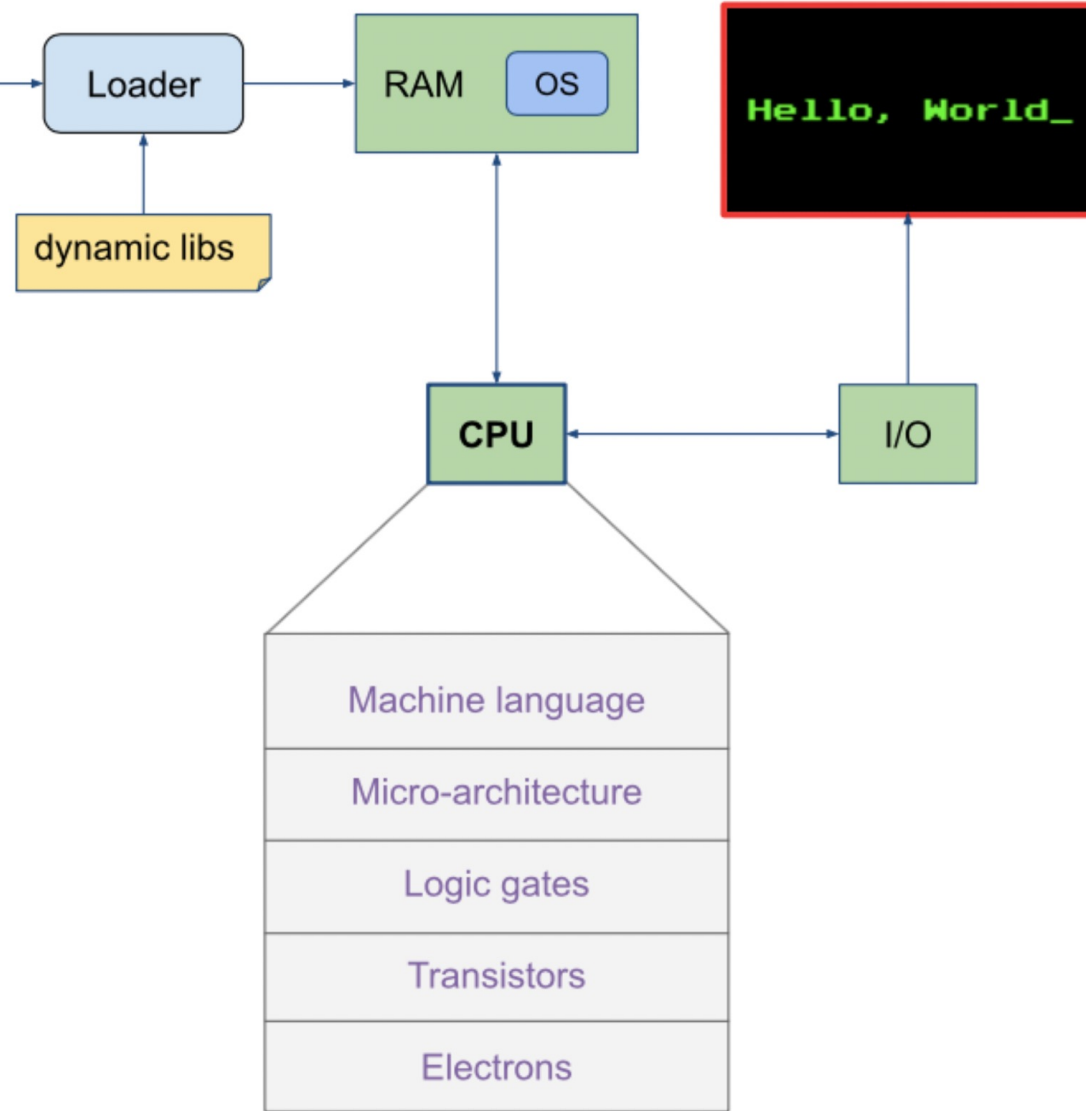 Loader
RAM
OS
Hello, World_
dynamic libs
CPU
I/O
Machine language
Micro-architecture
Logic gates
Transistors
Electrons